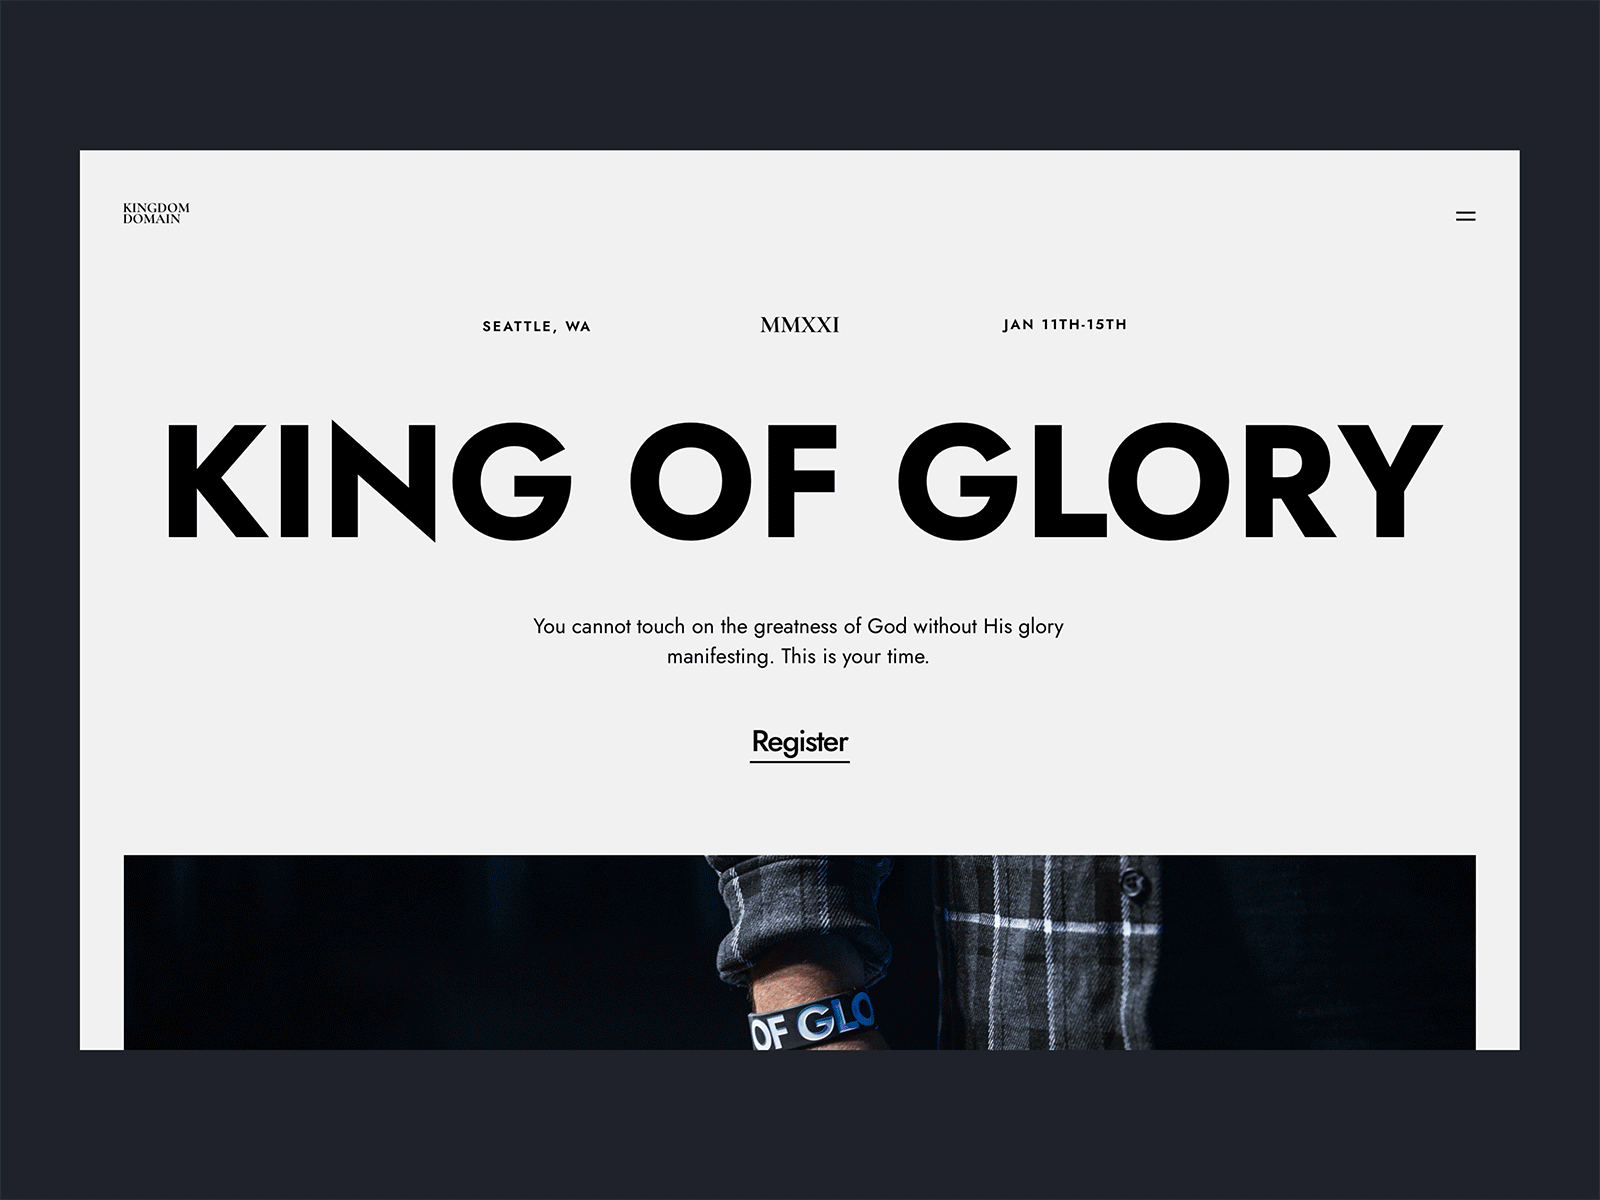 KINGDOM
DOMAIN
SEATTLE, WA
MMXXI
JAN 11TH-15TH
KING OF GLORY
You cannot touch on the greatness of God without His glory
manifesting. This is your time.
Register
OF GLO